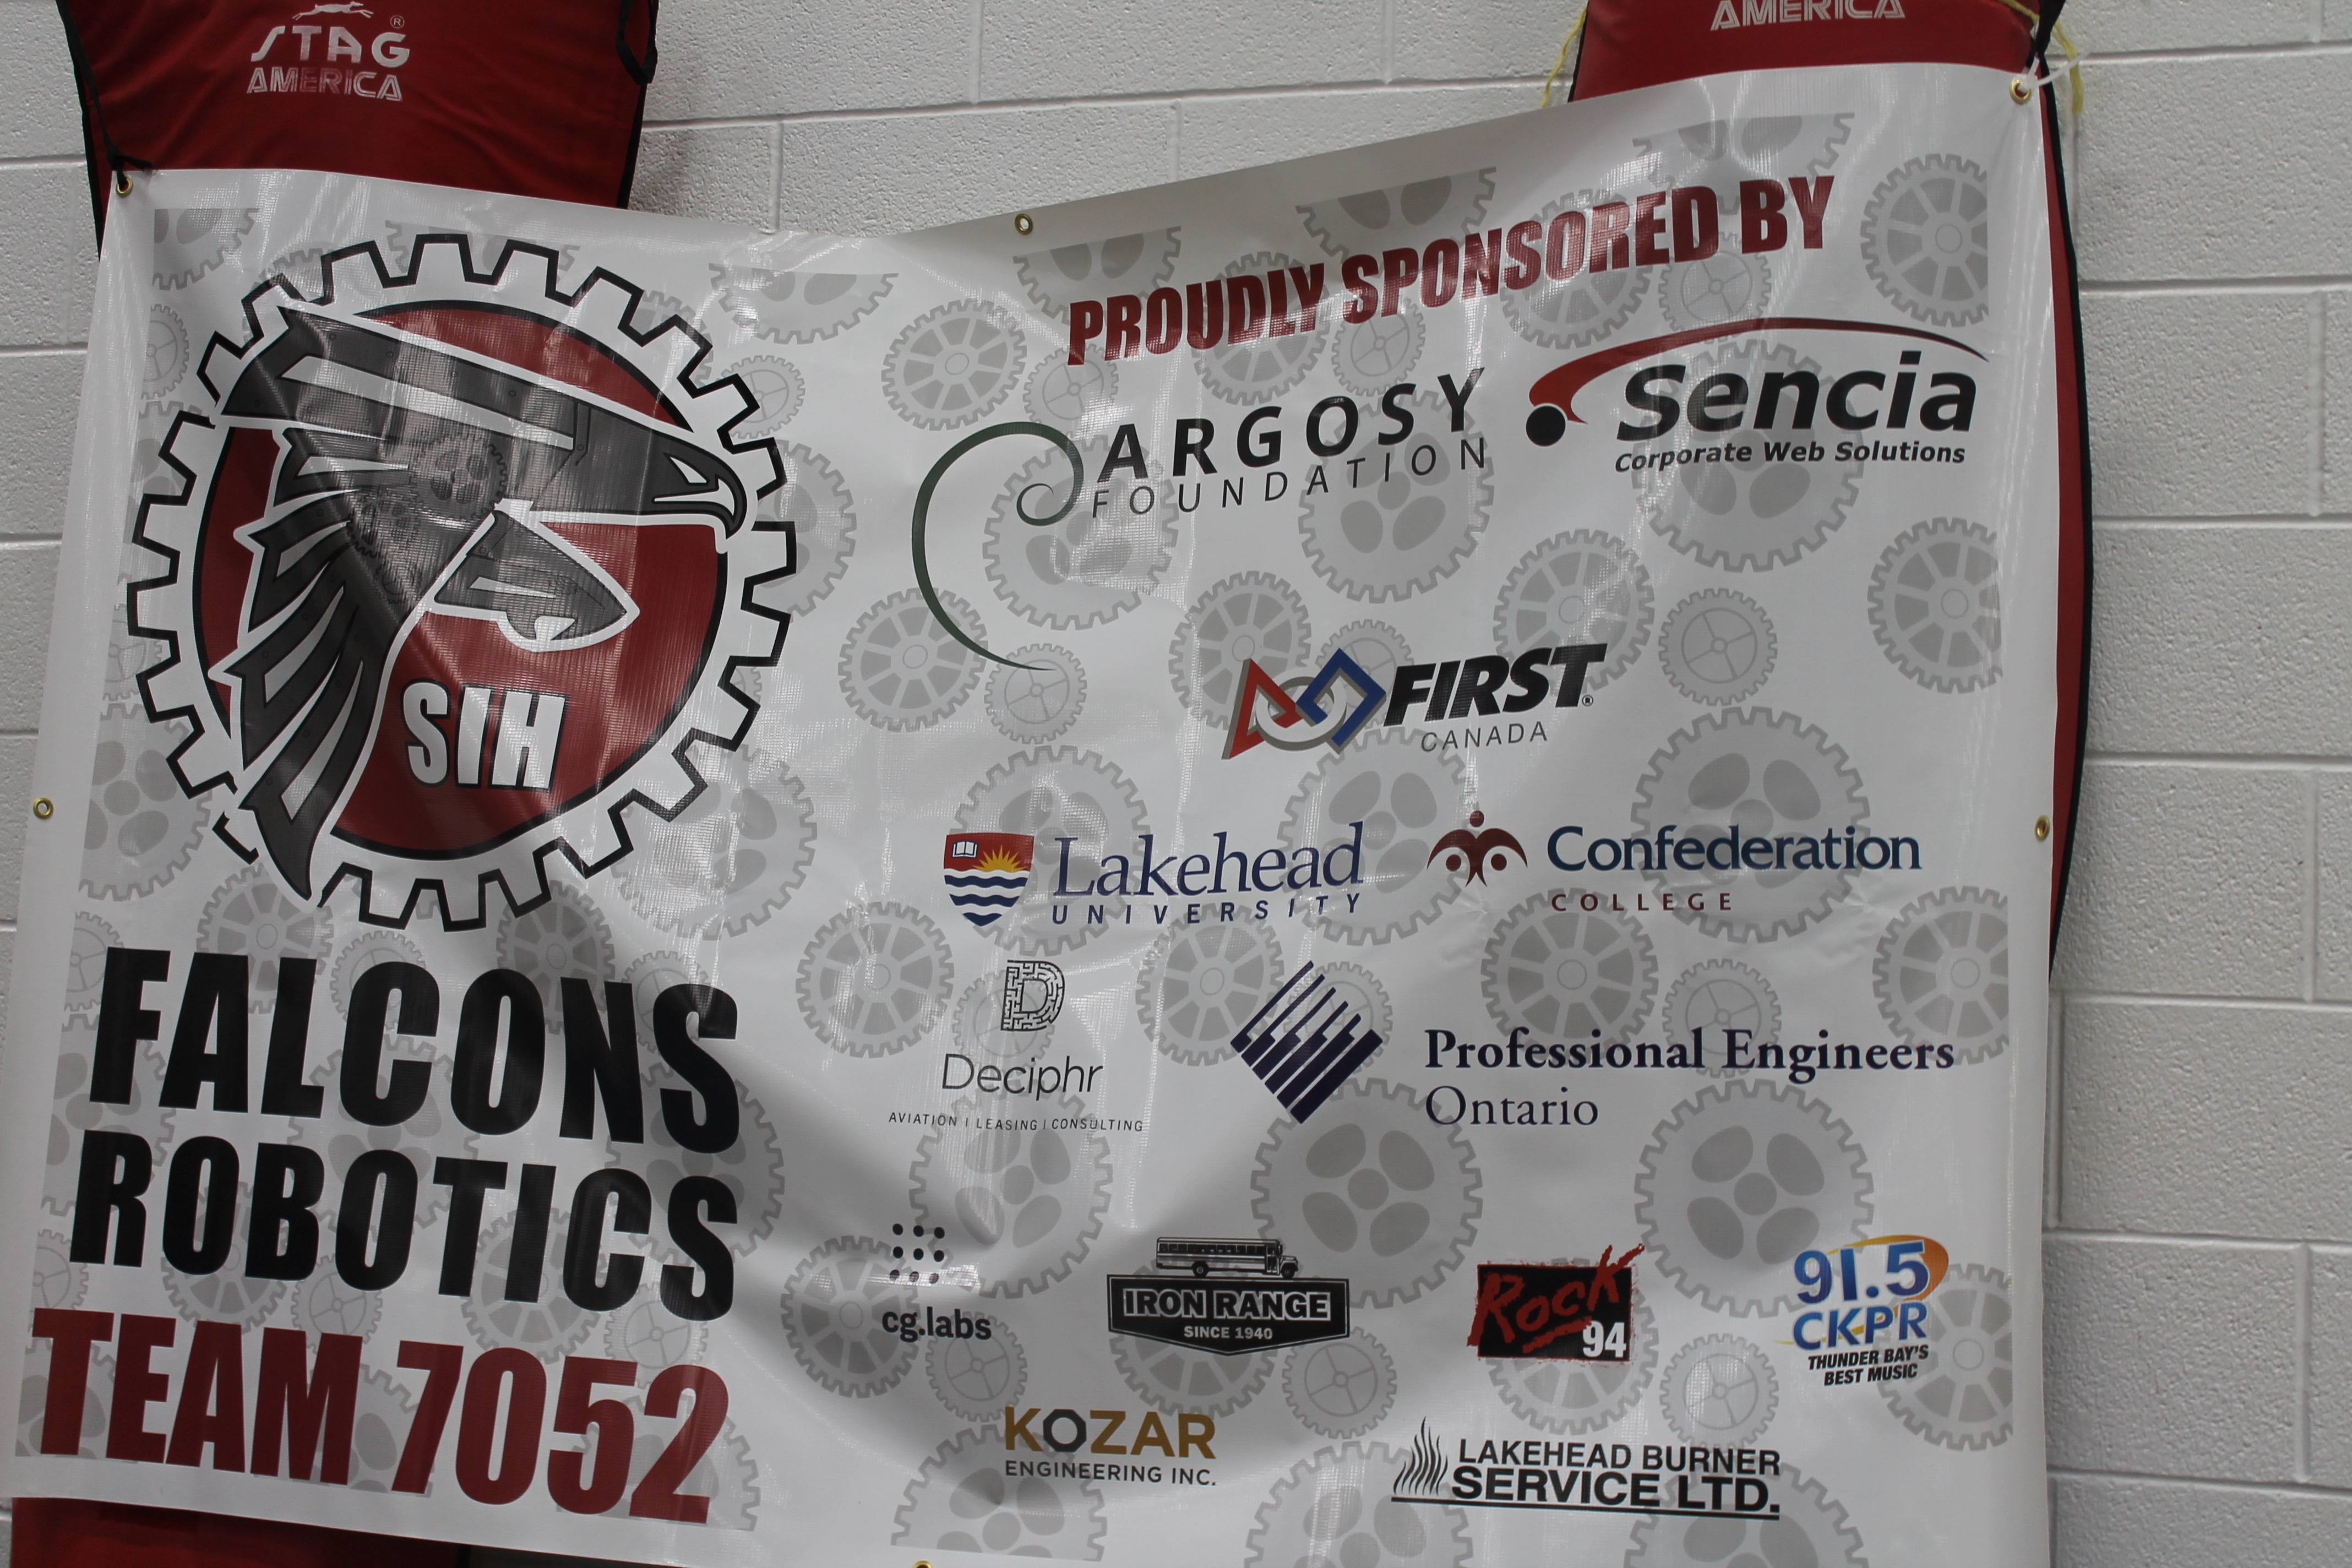 STAG®
AMERICA
AMERICA
SIH
FALCONS
ROBOTICS
TEAM 7052
PROUDLY SPONSORED BY
ARGOSY
FOUNDATION
sencia
Corporate Web Solutions
FIRST®
CANADA
Lakehead
UNIVERSITY
Confederation
COLLEGE
D
Deciphr
AVIATION | LEASING | CONSULTING
Professional Engineers
Ontario
cg.labs
IRON RANGE
SINCE 1940
Rock
94
91.5
CKPR
THUNDER BAY'S
BEST MUSIC
KOZAR
ENGINEERING INC.
LAKEHEAD BURNER
SERVICE LTD.